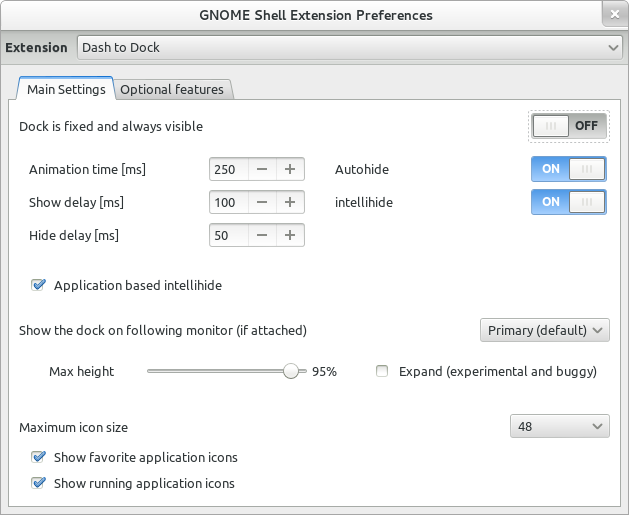 GNOME Shell Extension Preferences
Extension Dash to Dock
Main Settings Optional features
Dock is fixed and always visible OFF
Animation time [ms] 250 Autohide ON
Show delay [ms] 100 intellihide ON
Hide delay [ms] 50
Application based intellihide
Show the dock on following monitor (if attached) Primary (default)
Max height 95% Expand (experimental and buggy)
Maximum icon size 48
Show favorite application icons
Show running application icons